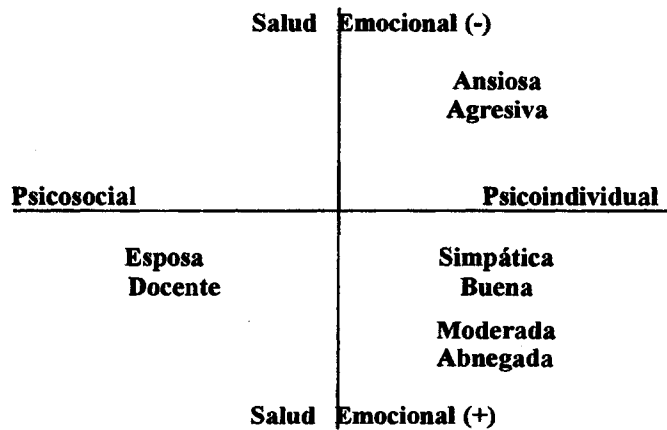 Salud Emocional (-)
Ansiosa
Agresiva
Psicosocial Psicoindividual
Esposa Simpática
Docente Buena
Moderada
Abnegada
Salud Emocional (+)